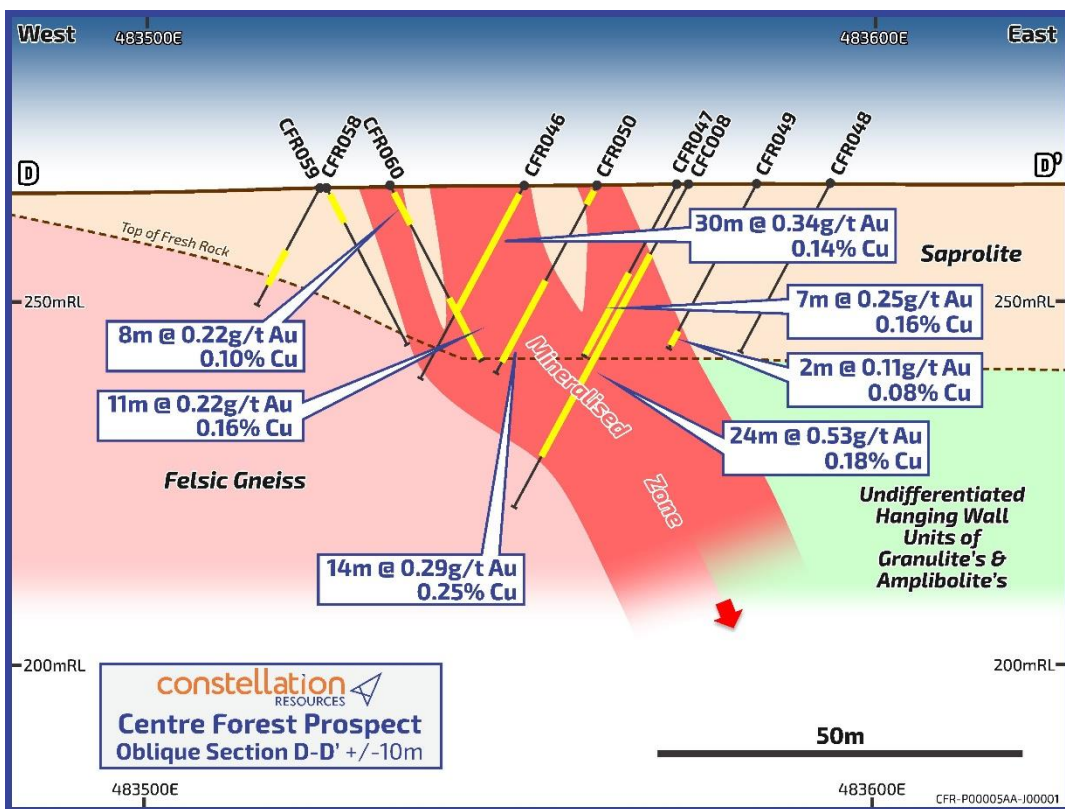 West
483500E
483600E
East
CFR059
CFR058
CFR060
CFR046
CFR050
CFR047
CFC008
CFR049
CFR048
D
D'
Top of Fresh Rock
30m @ 0.34g/t Au
0.14% Cu
Saprolite
250mRL
250mRL
7m @ 0.25g/t Au
0.16% Cu
8m @ 0.22g/t Au
0.10% Cu
2m @ 0.11g/t Au
0.08% Cu
11m @ 0.22g/t Au
0.16% Cu
Mineralised
Zone
24m @ 0.53g/t Au
0.18% Cu
Felsic Gneiss
Undifferentiated
Hanging Wall
Units of
Granulite's &
Amplibolite's
14m @ 0.29g/t Au
0.25% Cu
200mRL
200mRL
constellation
RESOURCES
Centre Forest Prospect
Oblique Section D-D' +/-10m
50m
483500E
483600E
CFR-P00005AA-J00001